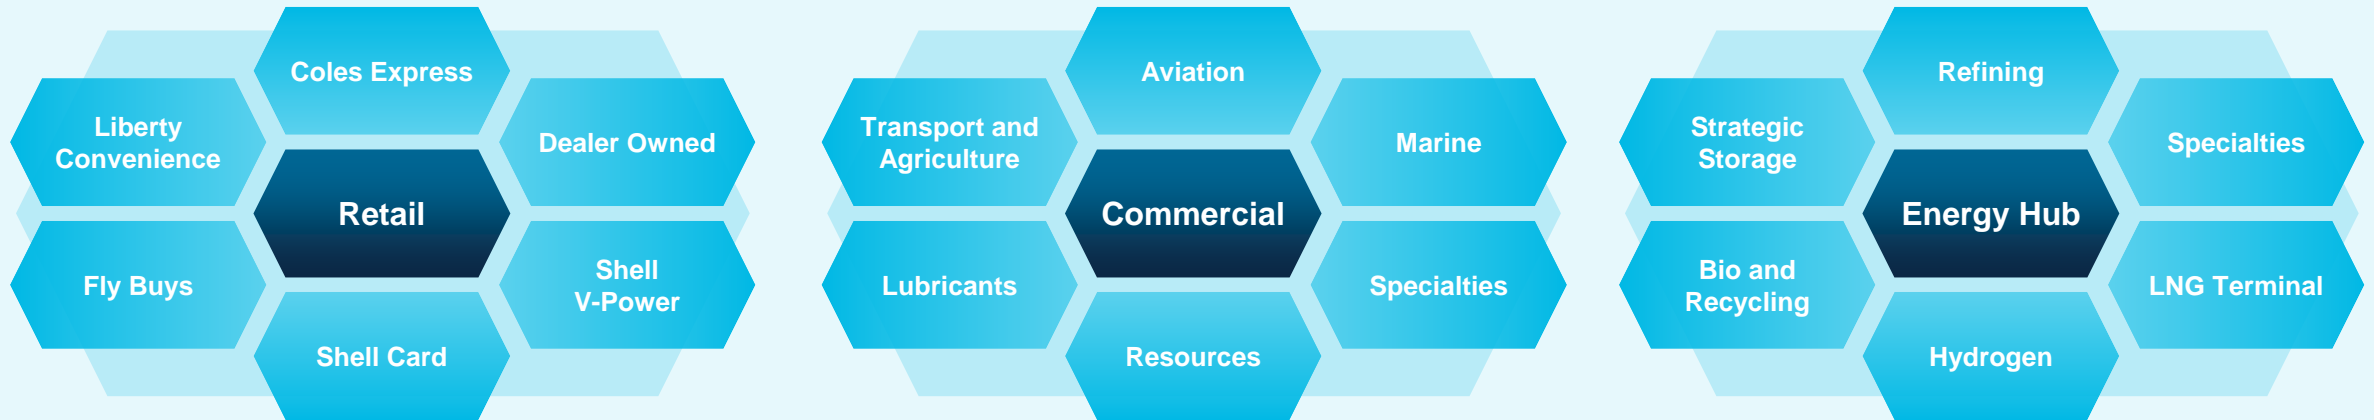 Coles Express
Liberty
Convenience
Dealer Owned
Retail
Fly Buys
Shell
V-Power
Shell Card
Aviation
Transport and
Agriculture
Marine
Commercial
Lubricants
Specialties
Resources
Refining
Strategic
Storage
Specialties
Energy Hub
Bio and
Recycling
LNG Terminal
Hydrogen